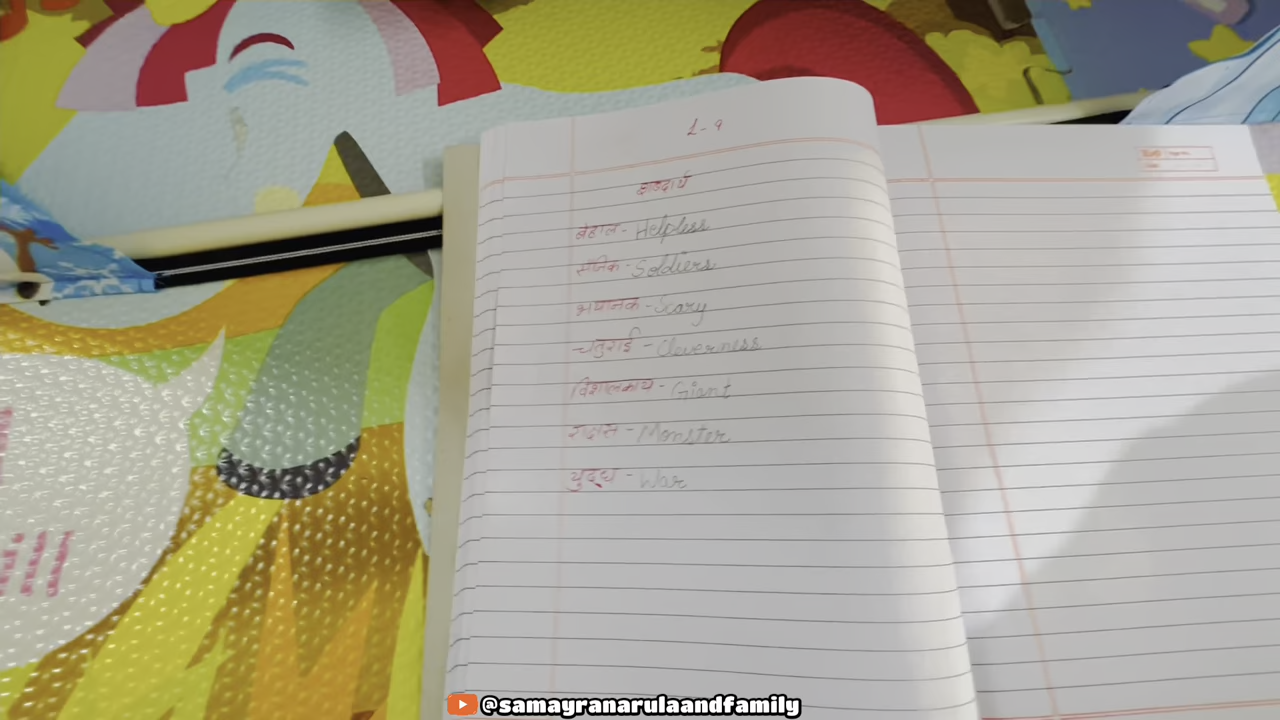 L-9
शब्दार्थ
बेहाल - Helpless
सैनिक - Soldiers
भयानक - Scary
चतुराई - Cleverness
विशालकाय - Giant
राक्षस - Monster
युद्ध - War
@samayranarulaandfamily